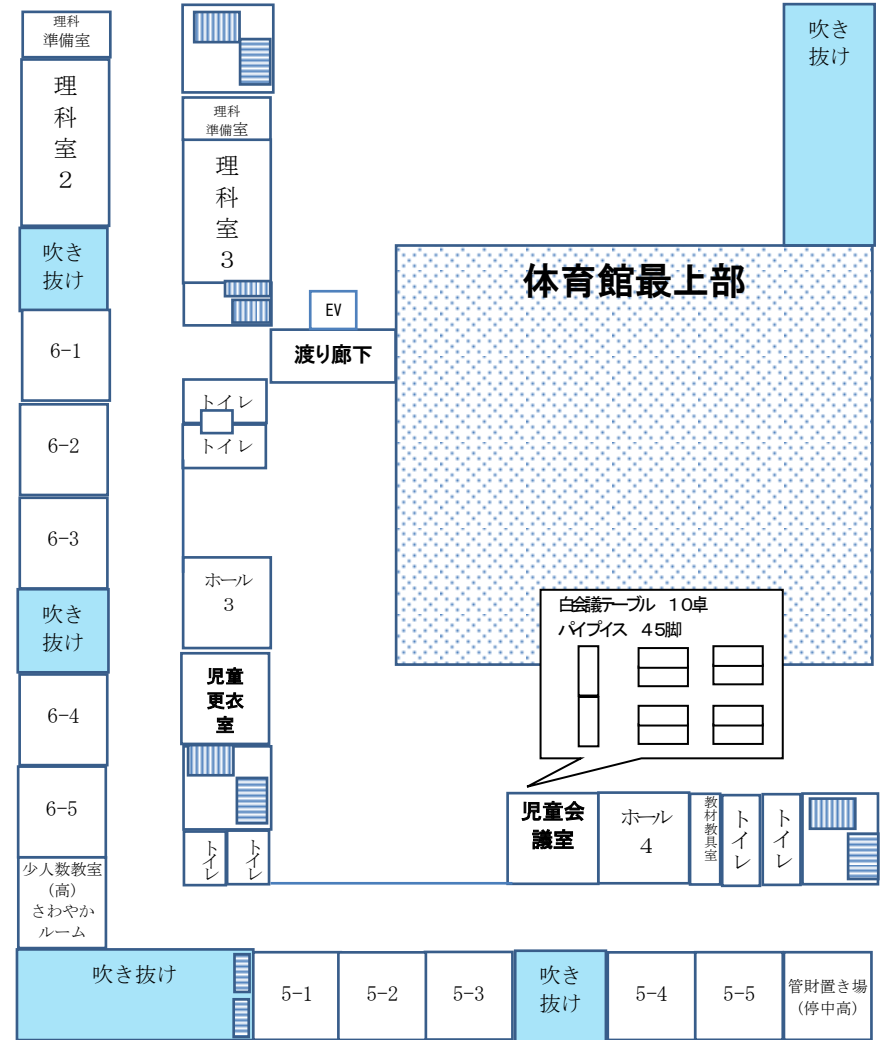 理科
準備室
理
科
室
2
吹き
抜け
6-1
6-2
6-3
吹き
抜け
6-4
6-5
少人数教室
(高)
さわやか
ルーム
理科
準備室
理
科
室
3
EV
渡り廊下
トイレ
トイレ
ホール
3
児童
更衣
室
トイレ
トイレ
吹き
抜け
体育館最上部
白会議テーブル 10卓
パイプイス 45脚
児童会
議室
ホール
4
教材教具室
トイレ
トイレ
吹き抜け
5-1
5-2
5-3
吹き
抜け
5-4
5-5
管財置き場
(停中高)